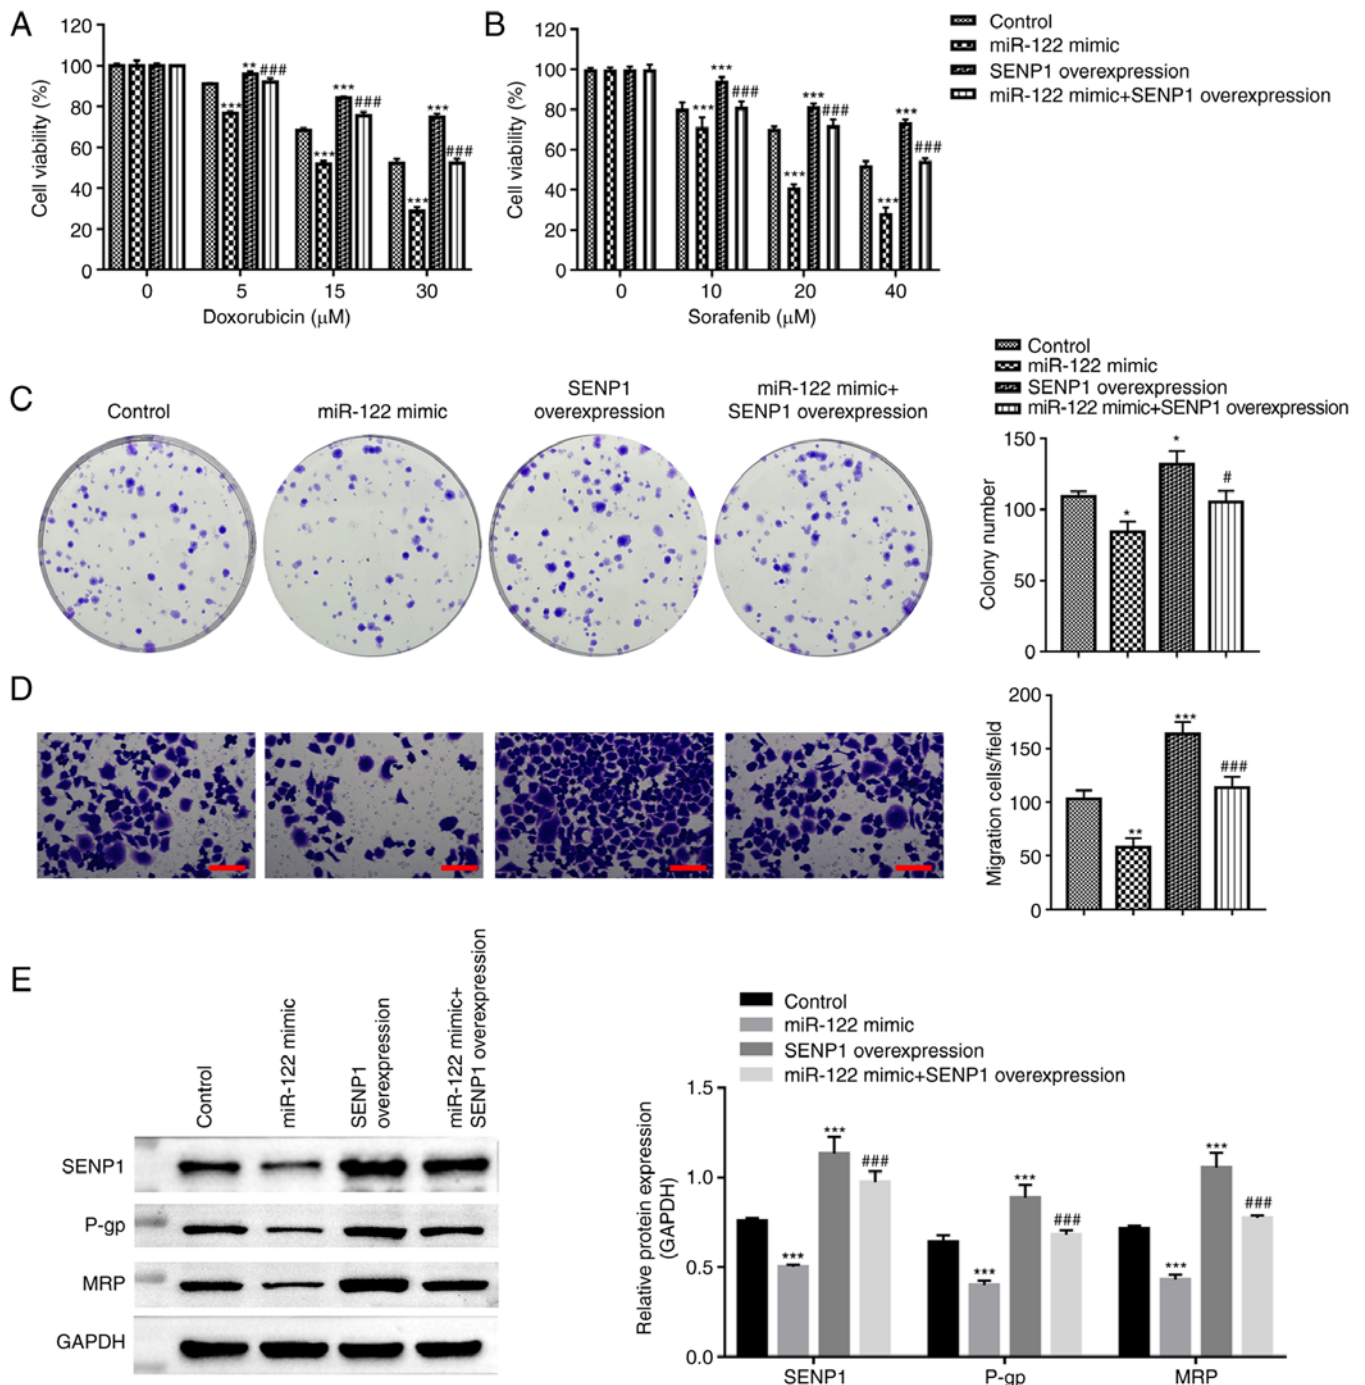 A
120
100
80
60
40
20
0
Cell viability (%)
** ###
***
*** ###
***
*** ###
***
0 5 15 30
Doxorubicin (μM)
B
120
100
80
60
40
20
0
Cell viability (%)
***
*** ###
***
*** ###
***
*** ###
0 10 20 40
Sorafenib (μM)
Control
miR-122 mimic
SENP1 overexpression
miR-122 mimic+SENP1 overexpression
C
Control
miR-122 mimic
SENP1
overexpression
miR-122 mimic+
SENP1 overexpression
Control
miR-122 mimic
SENP1 overexpression
miR-122 mimic+SENP1 overexpression
150
100
50
0
Colony number
* * #
D
200
150
100
50
0
Migration cells/field
** *** ###
E
Control
miR-122 mimic
SENP1
overexpression
miR-122 mimic+
SENP1 overexpression
SENP1
P-gp
MRP
GAPDH
Control
miR-122 mimic
SENP1 overexpression
miR-122 mimic+SENP1 overexpression
1.5
1.0
0.5
0.0
Relative protein expression
(GAPDH)
*** *** ###
*** *** ###
*** *** ###
SENP1 P-gp MRP